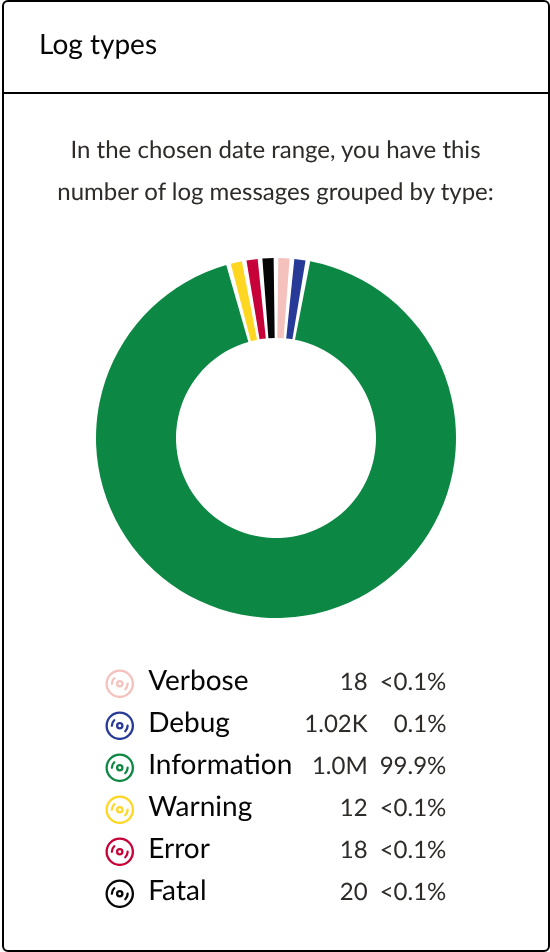 Log types
In the chosen date range, you have this
number of log messages grouped by type:
Verbose 18 <0.1%
Debug 1.02K 0.1%
Information 1.0M 99.9%
Warning 12 <0.1%
Error 18 <0.1%
Fatal 20 <0.1%